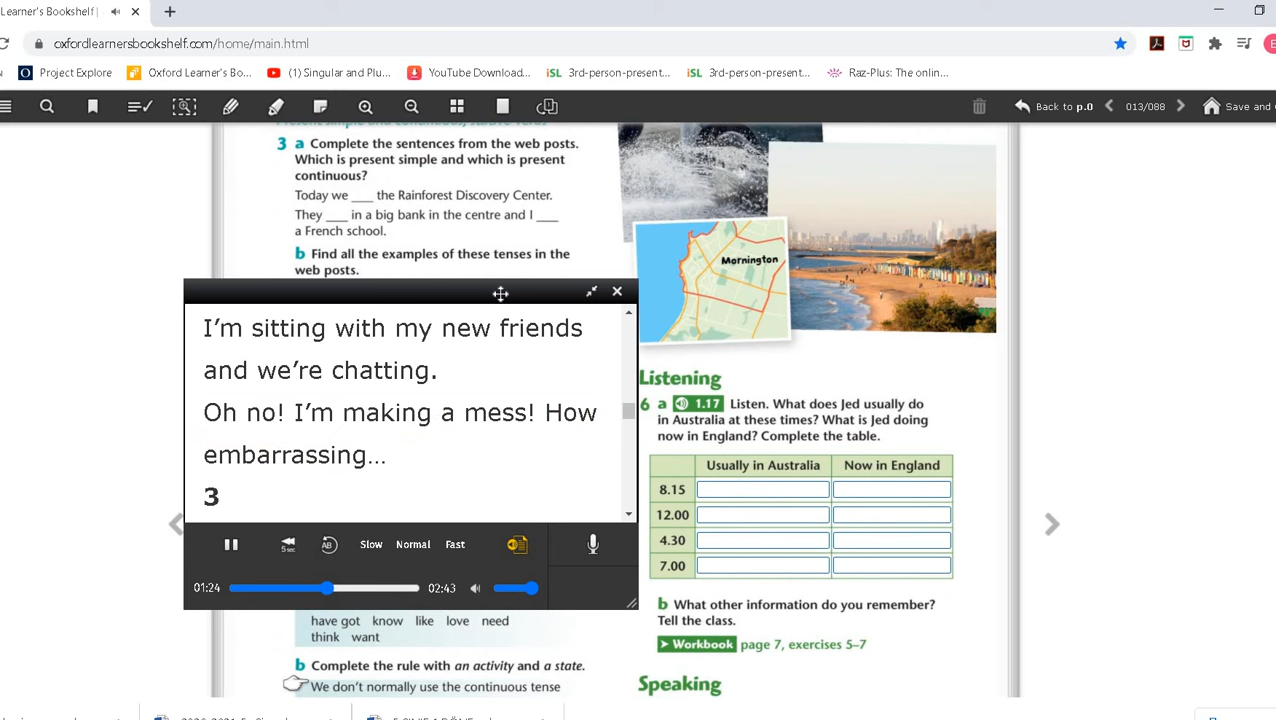 Learner's Bookshelf
oxfordlearnersbookshelf.com/home/main.html
Project Explore
Oxford Learner's Bo...
(1) Singular and Plu...
YouTube Download...
iSL 3rd-person-present...
iSL 3rd-person-present...
Raz-Plus: The onlin...
Back to p.0
013/088
Save and
3 a Complete the sentences from the web posts.
Which is present simple and which is present
continuous?
Today we ___ the Rainforest Discovery Center.
They ___ in a big bank in the centre and I ___
a French school.
b Find all the examples of these tenses in the
web posts.
I'm sitting with my new friends
and we're chatting.
Oh no! I'm making a mess! How
embarrassing...
3
5 sec
AB
Slow
Normal
Fast
01:24
02:43
have got know like love need
think want
b Complete the rule with an activity and a state.
We don't normally use the continuous tense
Mornington
Listening
6 a 1.17 Listen. What does Jed usually do
in Australia at these times? What is Jed doing
now in England? Complete the table.
Usually in Australia Now in England
8.15
12.00
4.30
7.00
b What other information do you remember?
Tell the class.
➤ Workbook page 7, exercises 5–7
Speaking